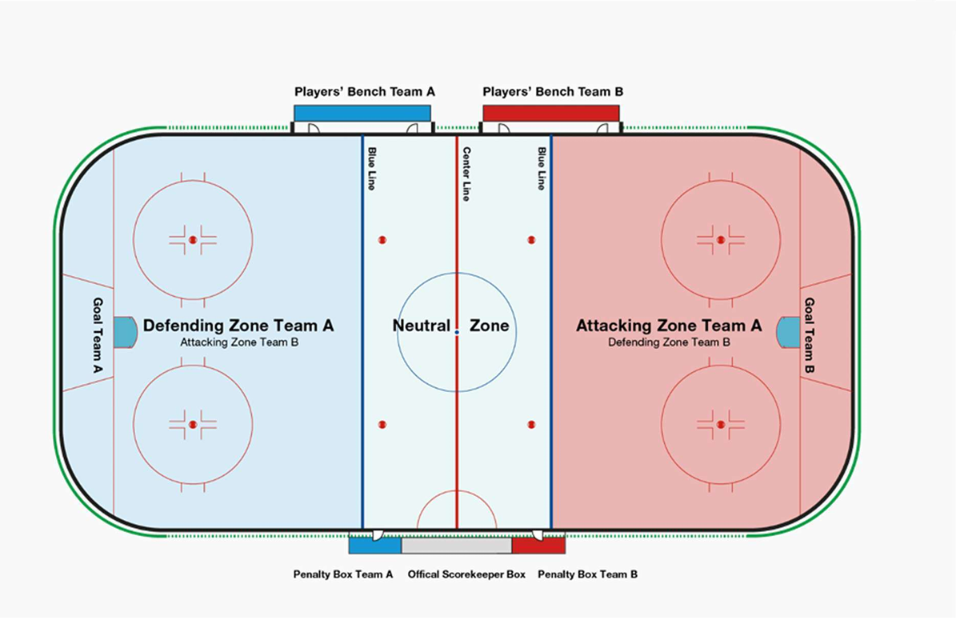 Players' Bench Team A
Players' Bench Team B
Blue Line
Center Line
Blue Line
Goal Team A
Defending Zone Team A
Attacking Zone Team B
Neutral Zone
Attacking Zone Team A
Defending Zone Team B
Goal Team B
Penalty Box Team A
Offical Scorekeeper Box
Penalty Box Team B